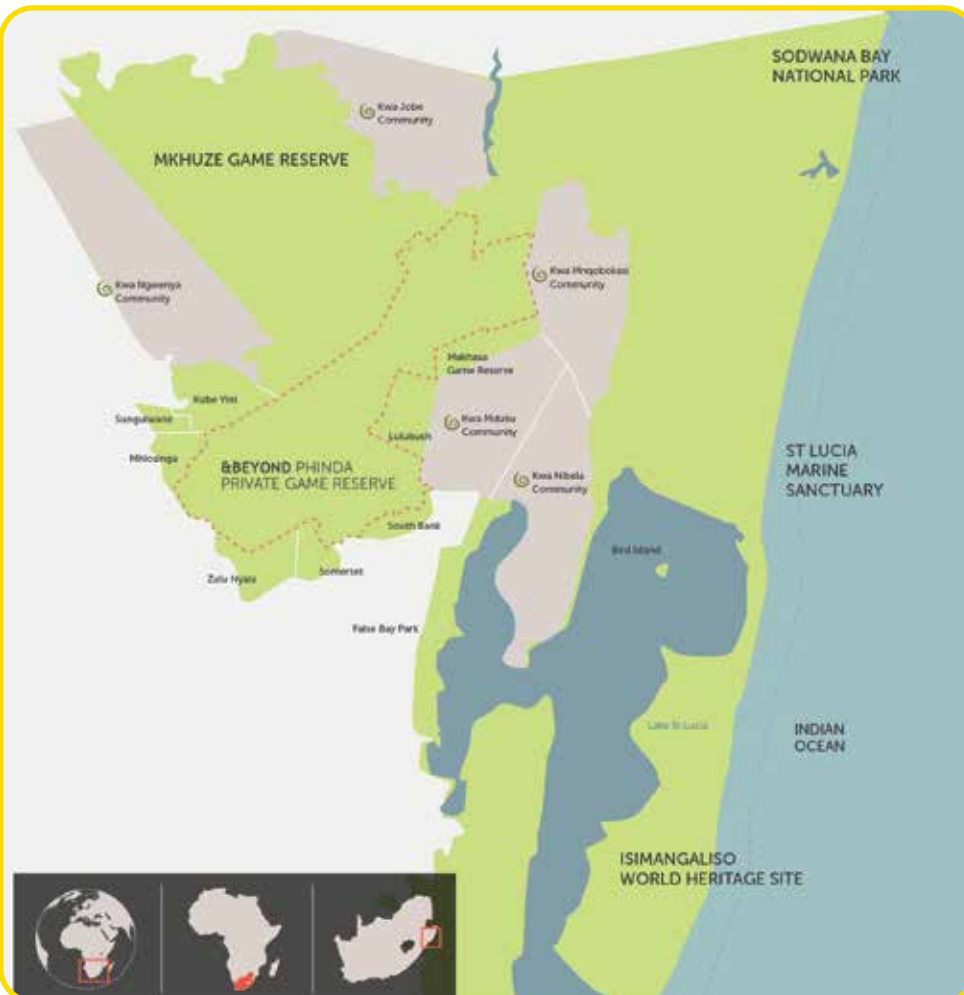 SODWANA BAY
NATIONAL PARK
Kwa Jobe
Community
MKHUZE GAME RESERVE
Kwa Ngwenya
Community
Kwa Mnqobokazi
Community
Makhasa
Game Reserve
Kube Yini
Sungulwane
Lulubush
Kwa Mduku
Community
Mhlosinga
&BEYOND PHINDA
PRIVATE GAME RESERVE
Kwa Nibela
Community
ST LUCIA
MARINE
SANCTUARY
South Bank
Bird Island
Zulu Nyala
Somerset
False Bay Park
Lake St Lucia
INDIAN
OCEAN
ISIMANGALISO
WORLD HERITAGE SITE